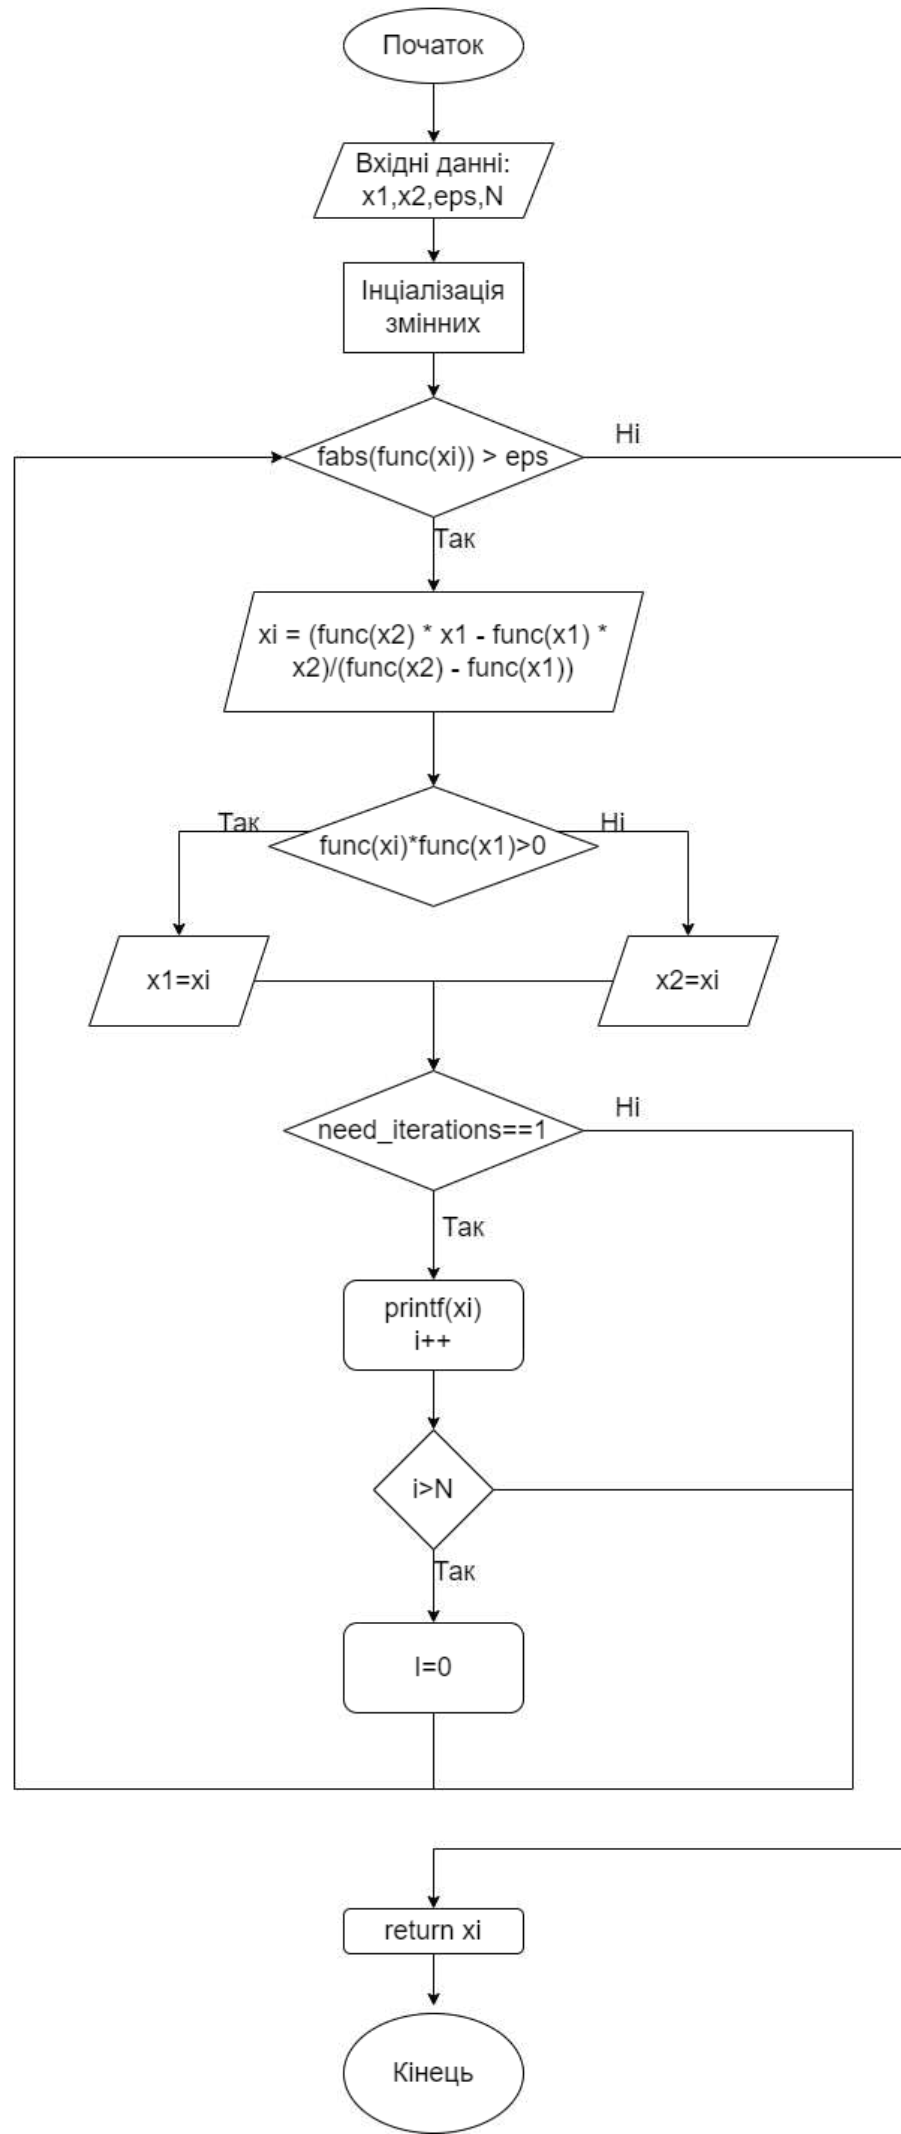 Початок
Вхідні данні:
x1,x2,eps,N
Інціалізація
змінних
fabs(func(xi)) > eps
Ні
Так
xi = (func(x2) * x1 - func(x1) *
x2)/(func(x2) - func(x1))
Так
func(xi)*func(x1)>0
Ні
x1=xi
x2=xi
need_iterations==1
Ні
Так
printf(xi)
i++
i>N
Так
I=0
return xi
Кінець